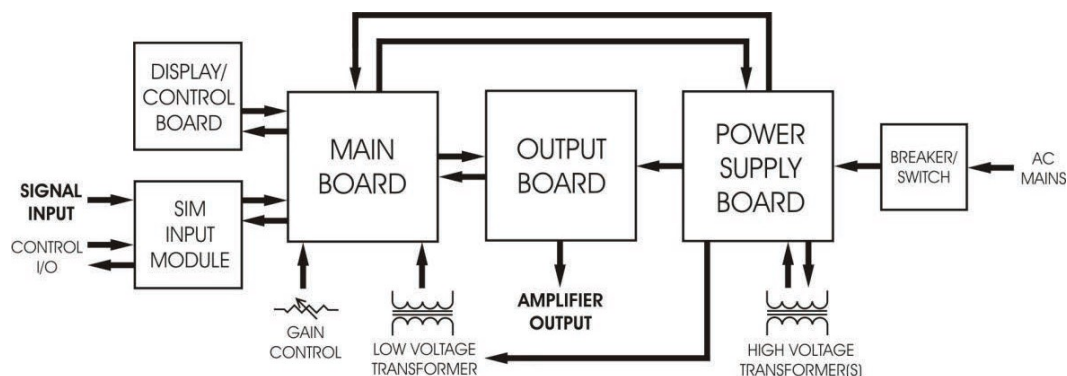 DISPLAY/
CONTROL
BOARD
MAIN
BOARD
OUTPUT
BOARD
POWER
SUPPLY
BOARD
BREAKER/
SWITCH
AC
MAINS
SIGNAL
INPUT
CONTROL
I/O
SIM
INPUT
MODULE
GAIN
CONTROL
LOW VOLTAGE
TRANSFORMER
AMPLIFIER
OUTPUT
HIGH VOLTAGE
TRANSFORMER(S)